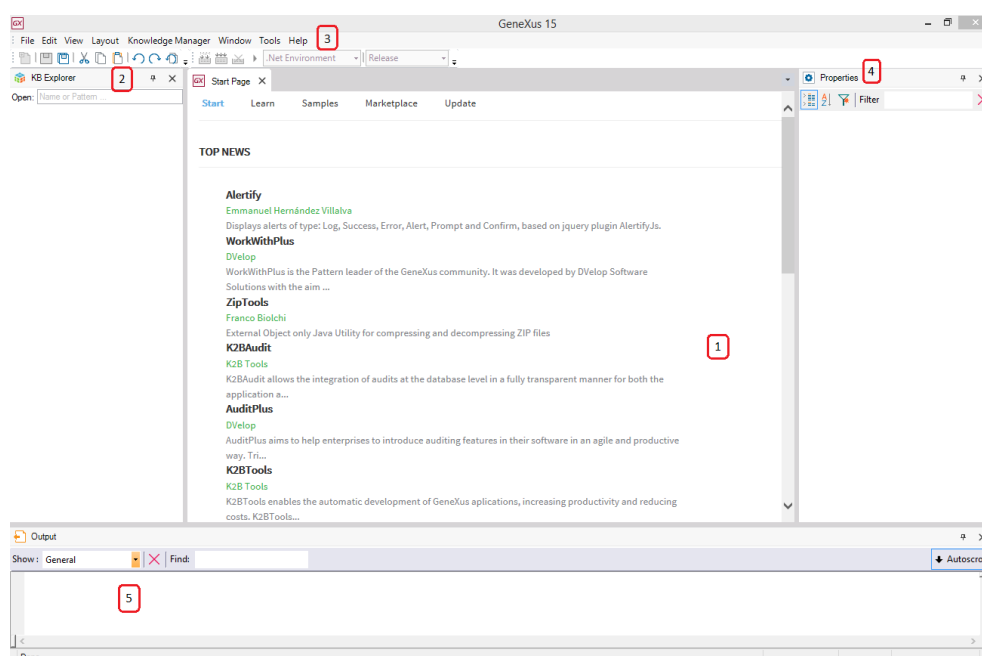 GX GeneXus 15
File Edit View Layout Knowledge Manager Window Tools Help 3
.Net Environment Release
KB Explorer 2
GX Start Page
Properties 4
Open: Name or Pattern ...
Start Learn Samples Marketplace Update
Filter
TOP NEWS
Alertify
Emmanuel Hernández Villalva
Displays alerts of type: Log, Success, Error, Alert, Prompt and Confirm, based on jquery plugin AlertifyJs.
WorkWithPlus
DVelop
WorkWithPlus is the Pattern leader of the GeneXus community. It was developed by DVelop Software
Solutions with the aim ...
ZipTools
Franco Biolchi
External Object only Java Utility for compressing and decompressing ZIP files
1
K2BAudit
K2B Tools
K2BAudit allows the integration of audits at the database level in a fully transparent manner for both the
application a...
AuditPlus
DVelop
AuditPlus aims to help enterprises to introduce auditing features in their software in an agile and productive
way. Tri...
K2BTools
K2B Tools
K2BTools enables the automatic development of GeneXus aplications, increasing productivity and reducing
costs. K2BTools...
Output
Show: General Find: Autoscro
5